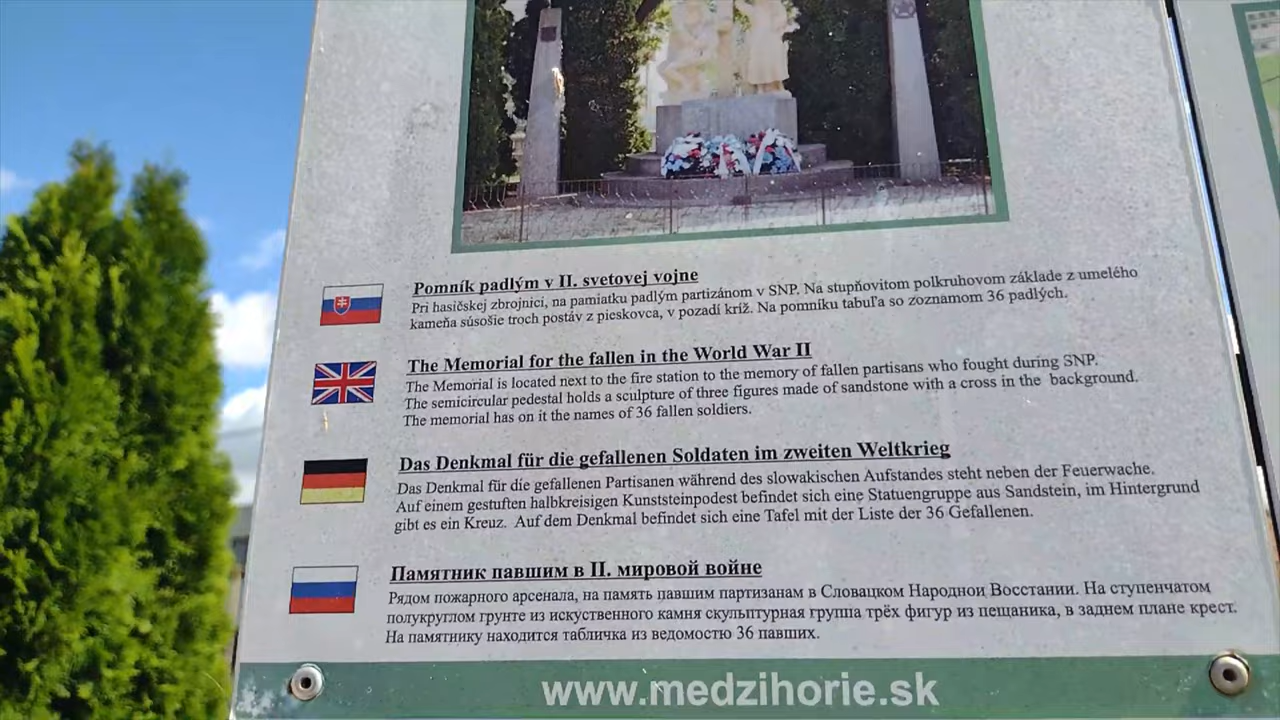 Pomník padlým v II. svetovej vojne
Pri hasičskej zbrojnici, na pamiatku padlým partizánom v SNP. Na stupňovitom polkruhovom základe z umelého
kameňa súsošie troch postáv z pieskovca, v pozadí kríž. Na pomníku tabuľa so zoznamom 36 padlých.
The Memorial for the fallen in the World War II
The Memorial is located next to the fire station to the memory of fallen partisans who fought during SNP.
The semicircular pedestal holds a sculpture of three figures made of sandstone with a cross in the background.
The memorial has on it the names of 36 fallen soldiers.
Das Denkmal für die gefallenen Soldaten im zweiten Weltkrieg
Das Denkmal für die gefallenen Partisanen während des slowakischen Aufstandes steht neben der Feuerwache.
Auf einem gestuften halbkreisigen Kunststeinpodest befindet sich eine Statuengruppe aus Sandstein, im Hintergrund
gibt es ein Kreuz. Auf dem Denkmal befindet sich eine Tafel mit der Liste der 36 Gefallenen.
Памятник павшим в II. мировой войне
Рядом пожарного арсенала, на память павшим партизанам в Словацком Народнои Восстании. На ступенчатом
полукруглом грунте из искуственого камня скульптурная группа трёх фигур из пещаника, в заднем плане крест.
На памятнику находится табличка из ведомостю 36 павших.
www.medzihorie.sk